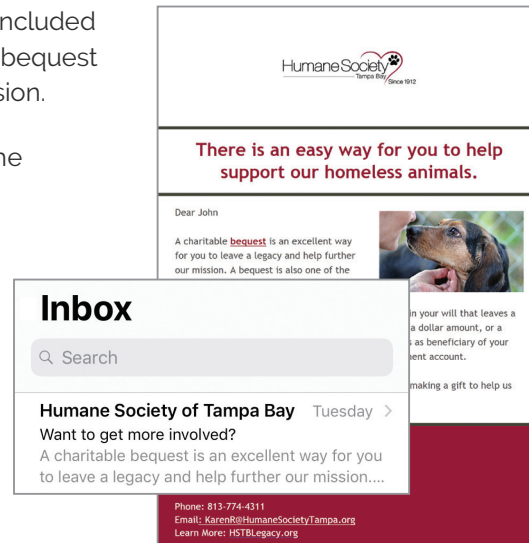 ncluded
bequest
sion.
ne
Humane Society
Tampa Bay
Since 1912
There is an easy way for you to help
support our homeless animals.
Dear John
A charitable bequest is an excellent way
for you to leave a legacy and help further
our mission. A bequest is also one of the
in your will that leaves a
a dollar amount, or a
as beneficiary of your
ent account.
making a gift to help us
Inbox
Search
Humane Society of Tampa Bay Tuesday >
Want to get more involved?
A charitable bequest is an excellent way for you
to leave a legacy and help further our mission....
Phone: 813-774-4311
Email: KarenR@HumaneSocietyTampa.org
Learn More: HSTBLegacy.org